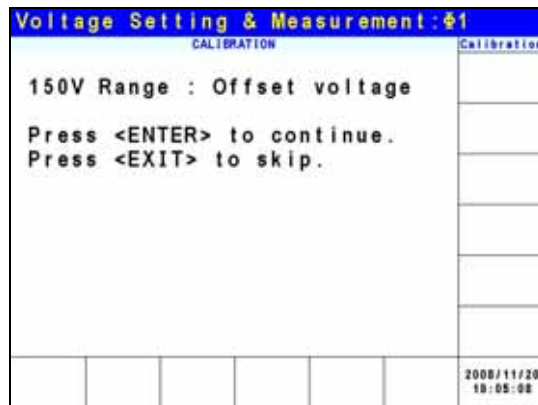 Voltage Setting & Measurement:Φ1
CALIBRATION
Calibration
150V Range : Offset voltage
Press <ENTER> to continue.
Press <EXIT> to skip.
2008/11/20
19:05:08